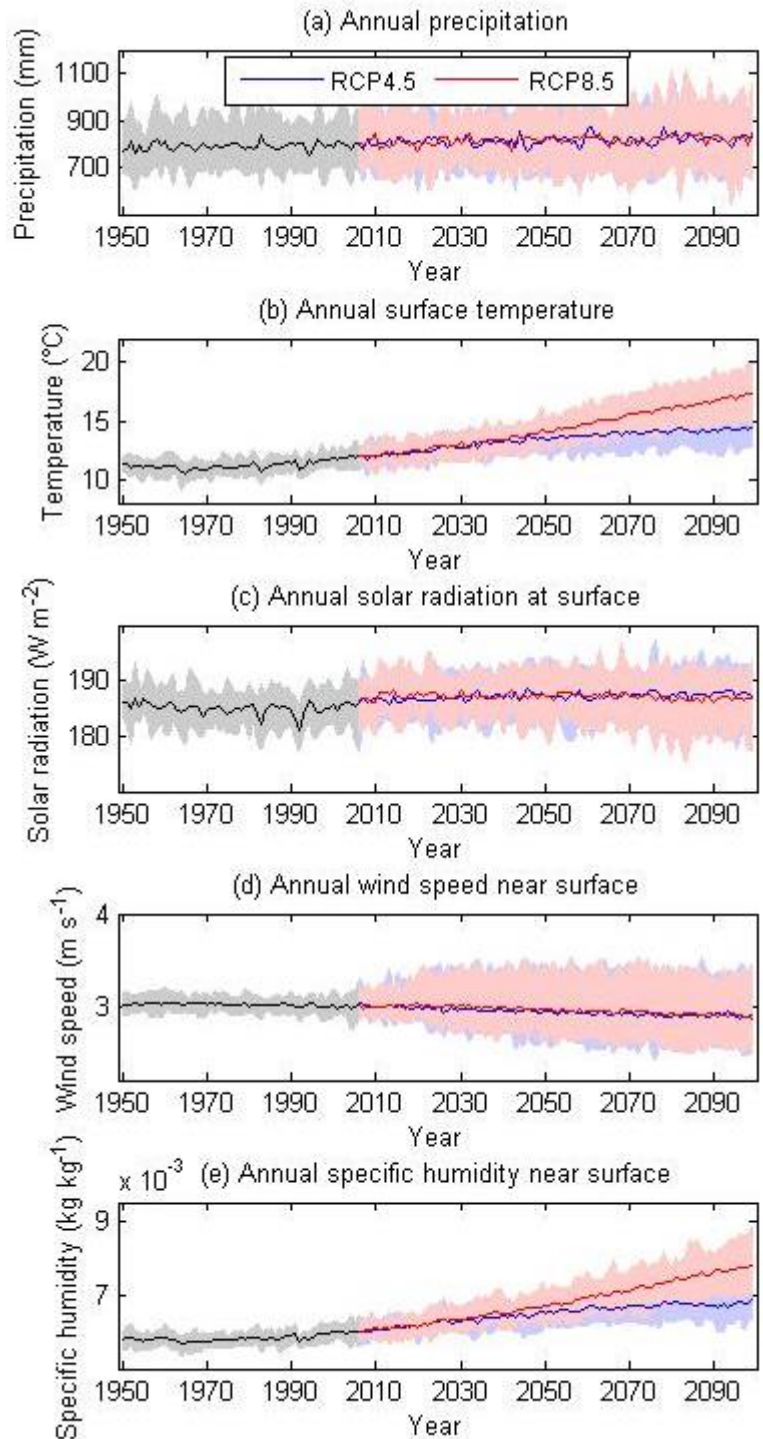 (a) Annual precipitation
Precipitation (mm)
1100
900
700
RCP4.5 RCP8.5
1950 1970 1990 2010 2030 2050 2070 2090
Year
(b) Annual surface temperature
Temperature (ºC)
20
15
10
1950 1970 1990 2010 2030 2050 2070 2090
Year
(c) Annual solar radiation at surface
Solar radiation (W m-2)
190
180
1950 1970 1990 2010 2030 2050 2070 2090
Year
(d) Annual wind speed near surface
Wind speed (m s-1)
4
3
1950 1970 1990 2010 2030 2050 2070 2090
Year
x 10-3 (e) Annual specific humidity near surface
Specific humidity (kg kg-1)
9
7
1950 1970 1990 2010 2030 2050 2070 2090
Year